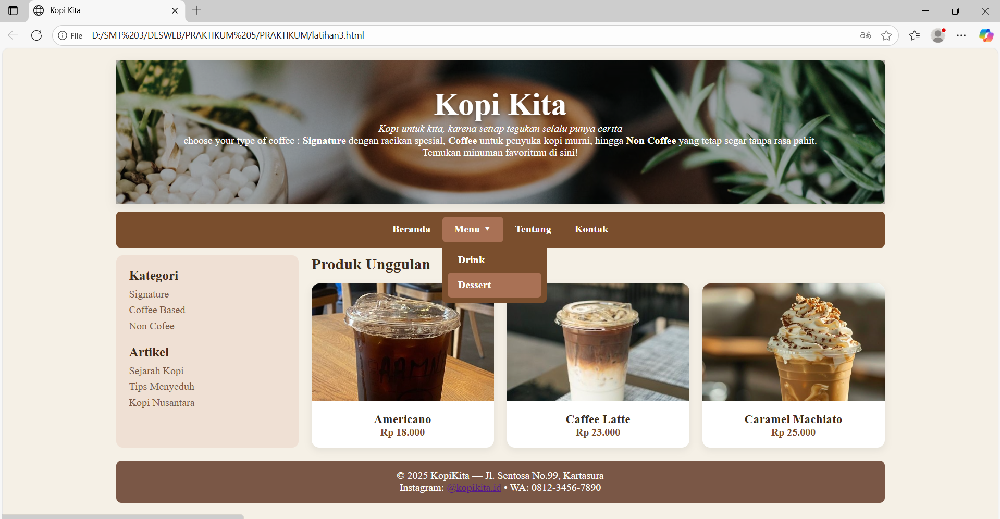 Kopi Kita
File D:/SMT%203/DESWEB/PRAKTIKUM%205/PRAKTIKUM/latihan3.html
Kopi Kita
Kopi untuk kita, karena setiap tegukan selalu punya cerita
choose your type of coffee : Signature dengan racikan spesial, Coffee untuk penyuka kopi murni, hingga Non Coffee yang tetap segar tanpa rasa pahit.
Temukan minuman favoritmu di sini!
Beranda Menu ▼ Tentang Kontak
Drink
Dessert
Kategori
Signature
Coffee Based
Non Cofee
Artikel
Sejarah Kopi
Tips Menyeduh
Kopi Nusantara
Produk Unggulan
Americano
Rp 18.000
Caffee Latte
Rp 23.000
Caramel Machiato
Rp 25.000
© 2025 KopiKita — Jl. Sentosa No.99, Kartasura
Instagram: @kopikita.id • WA: 0812-3456-7890